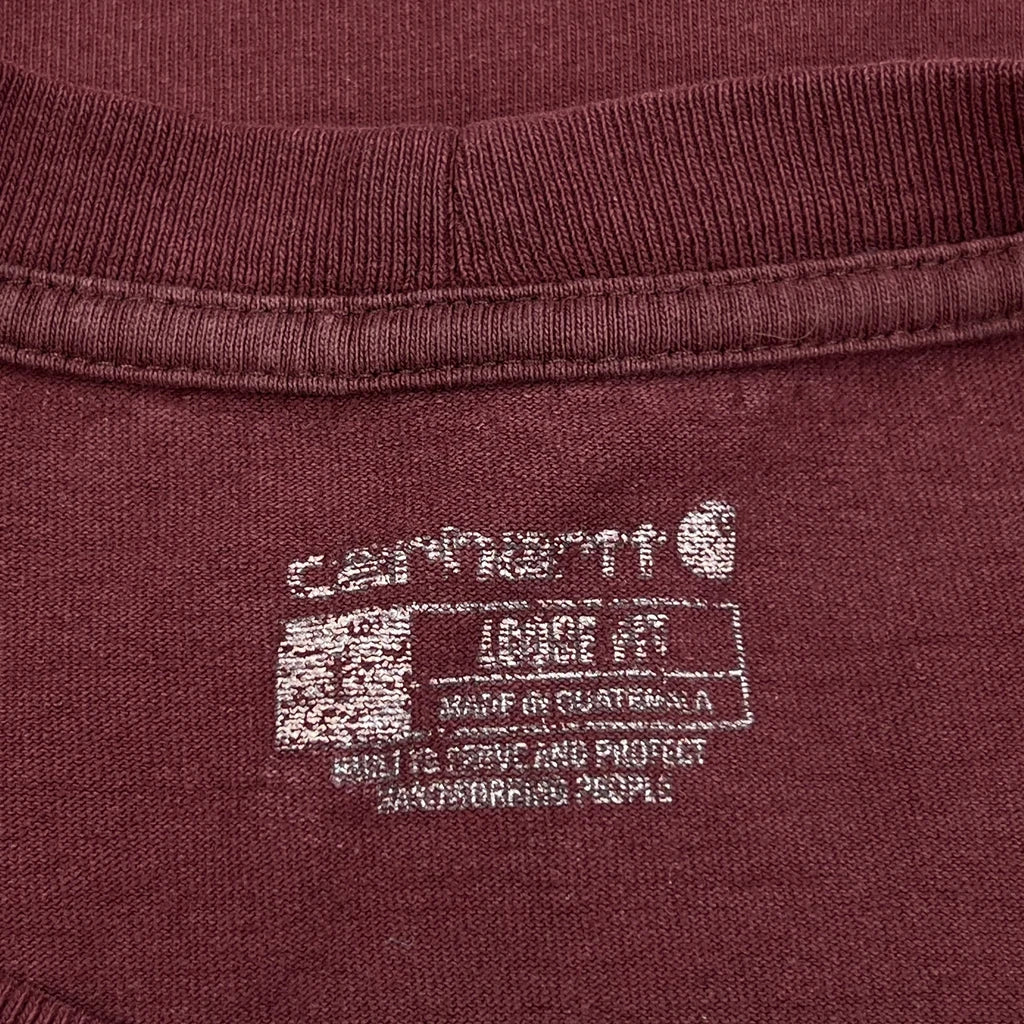 carhartt
LOOSE FIT
MADE IN GUATEMALA
BUILT TO SERVE AND PROTECT
HARDWORKING PEOPLE